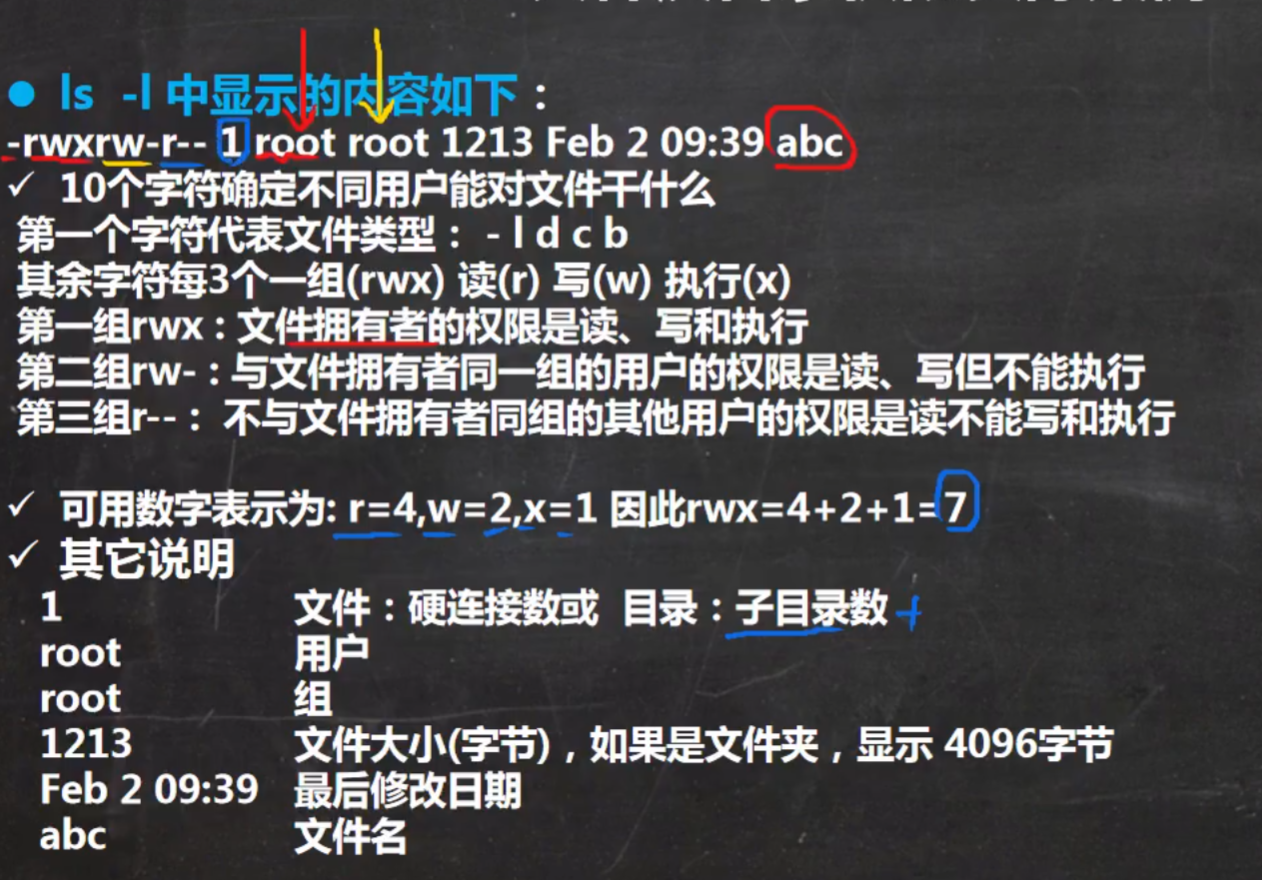 ● ls -l 中显示的内容如下：
-rwxrw-r-- 1 root root 1213 Feb 2 09:39 abc
✓ 10个字符确定不同用户能对文件干什么
第一个字符代表文件类型： - l d c b
其余字符每3个一组(rwx) 读(r) 写(w) 执行(x)
第一组rwx : 文件拥有者的权限是读、写和执行
第二组rw- : 与文件拥有者同一组的用户的权限是读、写但不能执行
第三组r-- : 不与文件拥有者同组的其他用户的权限是读不能写和执行
✓ 可用数字表示为: r=4,w=2,x=1 因此rwx=4+2+1=7
✓ 其它说明
1 文件：硬连接数或 目录：子目录数 +
root 用户
root 组
1213 文件大小(字节)，如果是文件夹，显示 4096字节
Feb 2 09:39 最后修改日期
abc 文件名